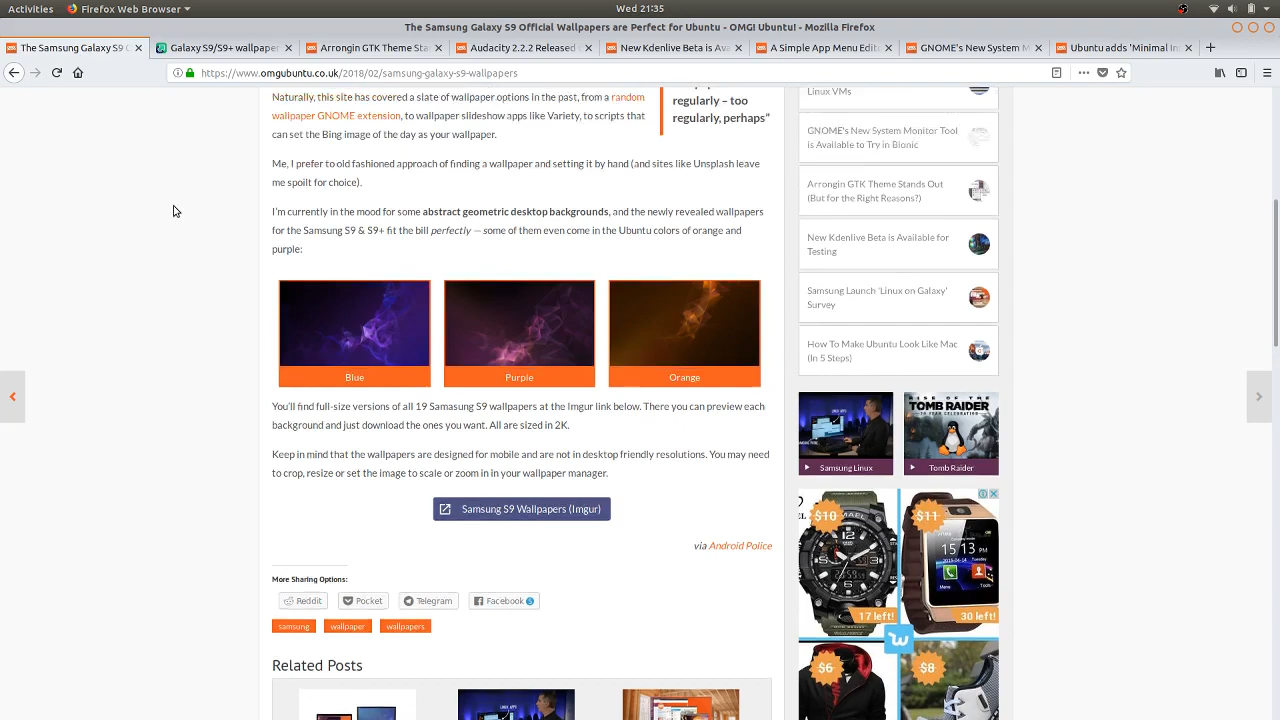 Activities Firefox Web Browser Wed 21:35
The Samsung Galaxy S9 Official Wallpapers are Perfect for Ubuntu - OMG! Ubuntu! - Mozilla Firefox
The Samsung Galaxy S9 O Galaxy S9/S9+ wallpaper Arrongin GTK Theme Sta Audacity 2.2.2 Released New Kdenlive Beta is Ava A Simple App Menu Edito GNOME's New System M Ubuntu adds 'Minimal In
https://www.omgubuntu.co.uk/2018/02/samsung-galaxy-s9-wallpapers
Naturally, this site has covered a slate of wallpaper options in the past, from a random
wallpaper GNOME extension, to wallpaper slideshow apps like Variety, to scripts that
can set the Bing image of the day as your wallpaper.
regularly – too
regularly, perhaps”
Me, I prefer to old fashioned approach of finding a wallpaper and setting it by hand (and sites like Unsplash leave
me spoilt for choice).
I'm currently in the mood for some abstract geometric desktop backgrounds, and the newly revealed wallpapers
for the Samsung S9 & S9+ fit the bill perfectly — some of them even come in the Ubuntu colors of orange and
purple:
Blue Purple Orange
You'll find full-size versions of all 19 Samasung S9 wallpapers at the Imgur link below. There you can preview each
background and just download the ones you want. All are sized in 2K.
Keep in mind that the wallpapers are designed for mobile and are not in desktop friendly resolutions. You may need
to crop, resize or set the image to scale or zoom in in your wallpaper manager.
Samsung S9 Wallpapers (Imgur)
via Android Police
More Sharing Options:
Reddit Pocket Telegram Facebook 5
samsung wallpaper wallpapers
Related Posts
Linux VMs
GNOME's New System Monitor Tool
is Available to Try in Bionic
Arrongin GTK Theme Stands Out
(But for the Right Reasons?)
New Kdenlive Beta is Available for
Testing
Samsung Launch 'Linux on Galaxy'
Survey
How To Make Ubuntu Look Like Mac
(In 5 Steps)
RISE OF THE
TOMB RAIDER
20 YEAR CELEBRATION
Samsung Linux Tomb Raider
$10 $11
15:13
PM
17 left! 30 left!
w
$6 $8